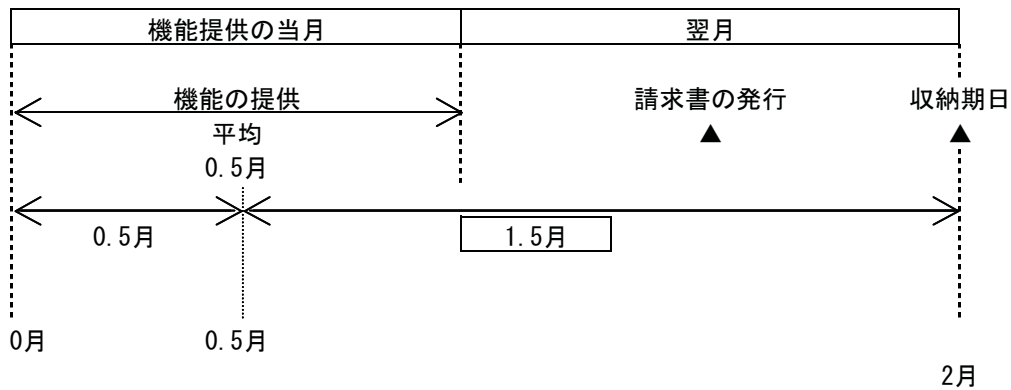 機能提供の当月 翌月
機能の提供 請求書の発行 収納期日
平均 ▲ ▲
0.5月
0.5月 1.5月
0月 0.5月
2月